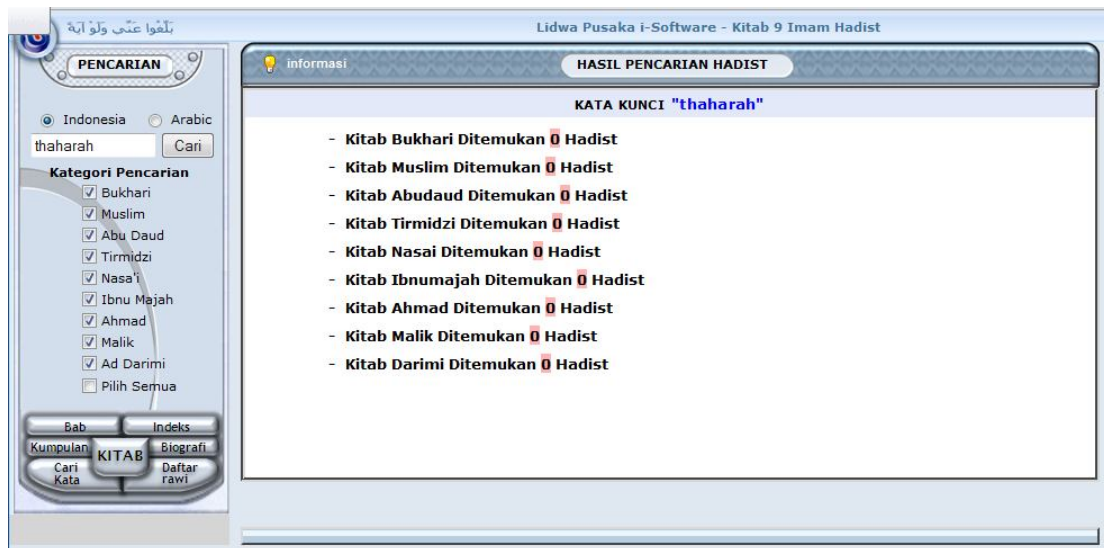 بَلِّغُوا عَنِّي وَلَوْ آيَةً
Lidwa Pusaka i-Software - Kitab 9 Imam Hadist
PENCARIAN
Indonesia Arabic
thaharah Cari
Kategori Pencarian
Bukhari
Muslim
Abu Daud
Tirmidzi
Nasa'i
Ibnu Majah
Ahmad
Malik
Ad Darimi
Pilih Semua
Bab Indeks
Kumpulan KITAB Biografi
Cari Kata Daftar rawi
informasi HASIL PENCARIAN HADIST
KATA KUNCI "thaharah"
- Kitab Bukhari Ditemukan 0 Hadist
- Kitab Muslim Ditemukan 0 Hadist
- Kitab Abudaud Ditemukan 0 Hadist
- Kitab Tirmidzi Ditemukan 0 Hadist
- Kitab Nasai Ditemukan 0 Hadist
- Kitab Ibnumajah Ditemukan 0 Hadist
- Kitab Ahmad Ditemukan 0 Hadist
- Kitab Malik Ditemukan 0 Hadist
- Kitab Darimi Ditemukan 0 Hadist